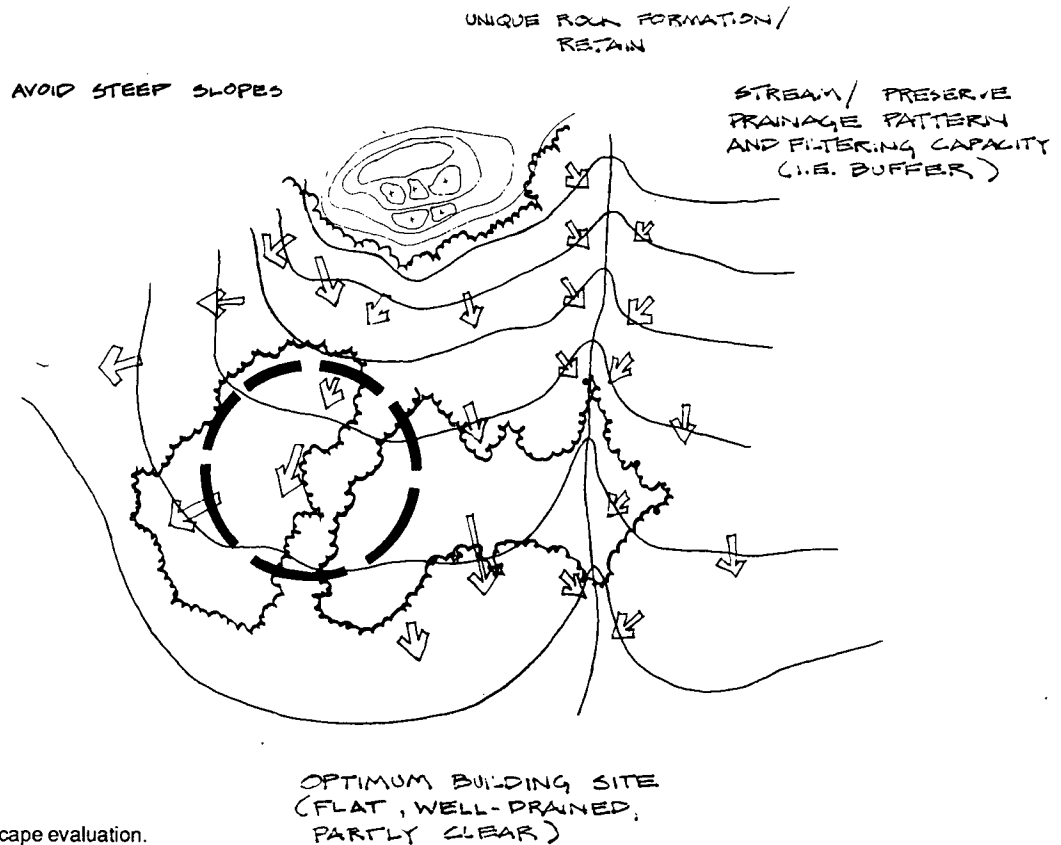 UNIQUE ROCK FORMATION/
RETAIN
AVOID STEEP SLOPES
STREAM/ PRESERVE
DRAINAGE PATTERN
AND FILTERING CAPACITY
(I.E. BUFFER)
OPTIMUM BUILDING SITE
(FLAT, WELL-DRAINED,
PARTLY CLEAR)
cape evaluation.